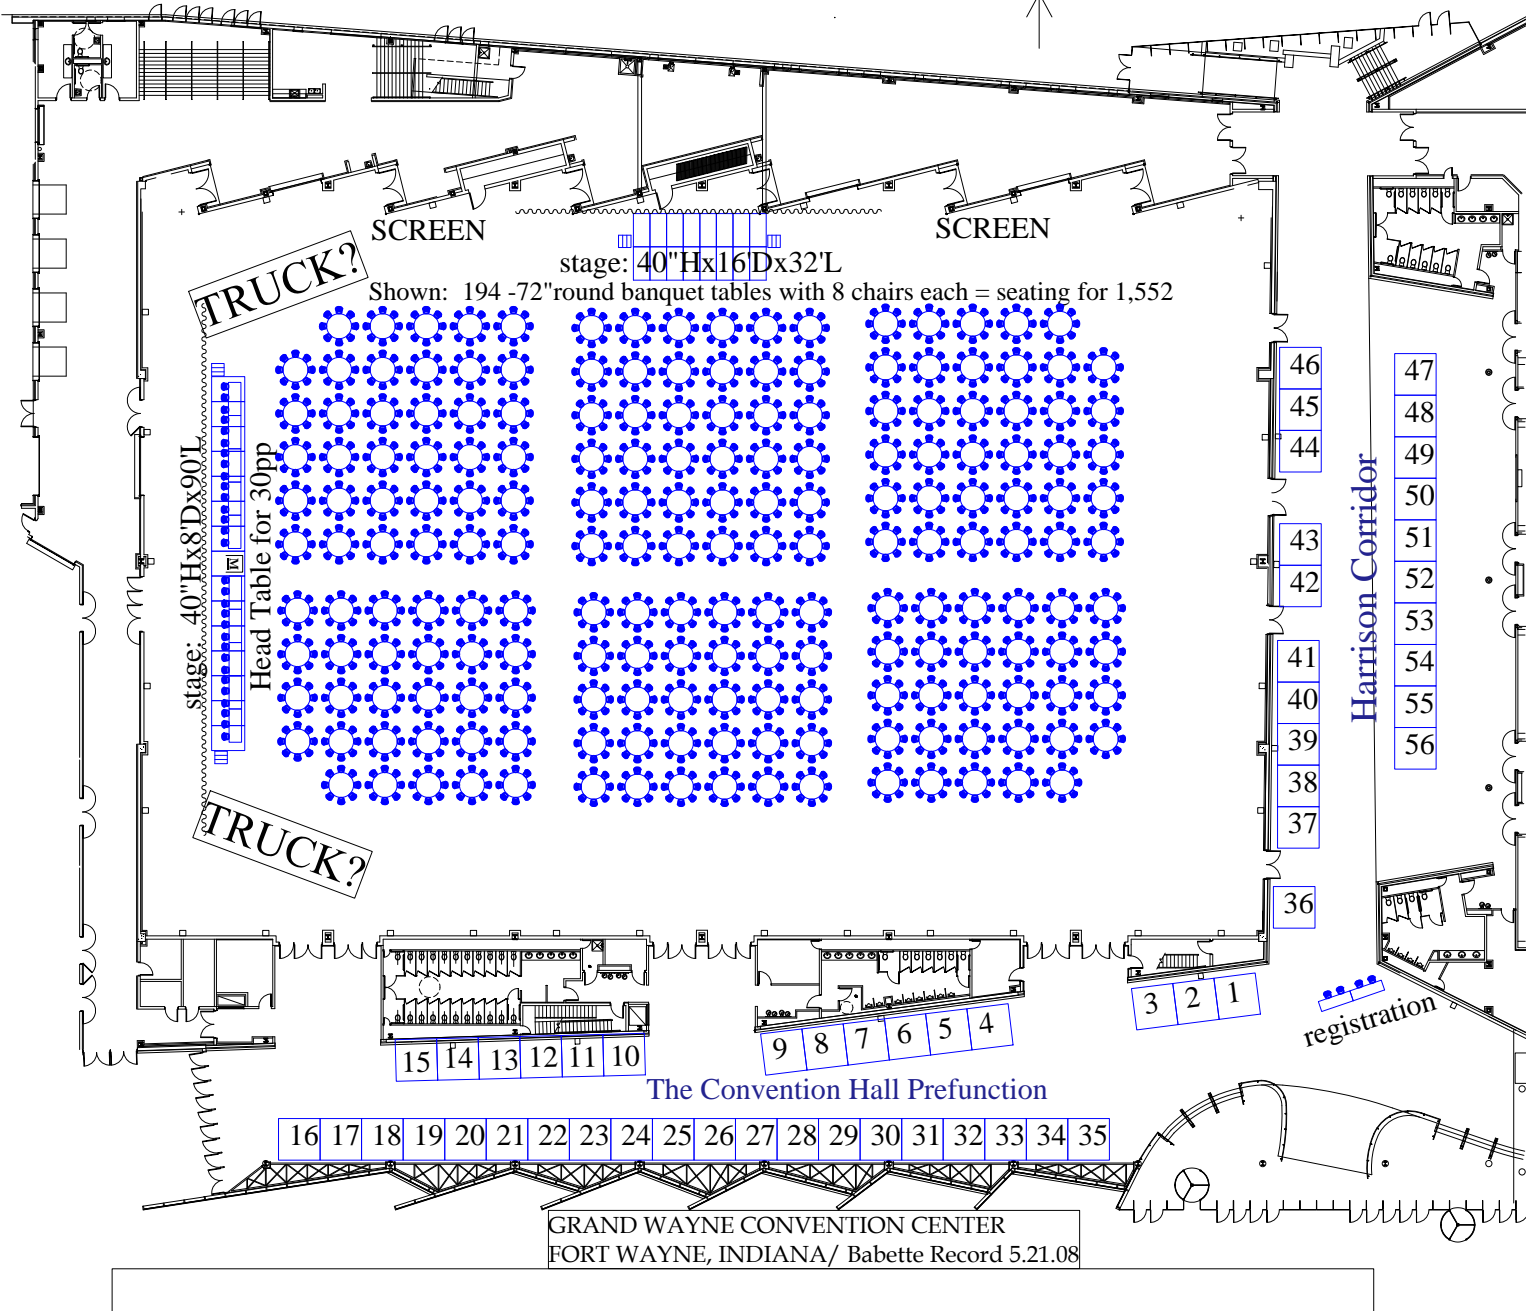 SCREEN
SCREEN
TRUCK?
stage: 40"Hx16'Dx32'L
Shown: 194 -72"round banquet tables with 8 chairs each = seating for 1,552
stage: 40"Hx8'Dx90'L
Head Table for 30pp
M
TRUCK?
46
45
44
43
42
41
40
39
38
37
36
Harrison Corridor
47
48
49
50
51
52
53
54
55
56
3 2 1
registration
9 8 7 6 5 4
15 14 13 12 11 10
The Convention Hall Prefunction
16 17 18 19 20 21 22 23 24 25 26 27 28 29 30 31 32 33 34 35
GRAND WAYNE CONVENTION CENTER
FORT WAYNE, INDIANA/ Babette Record 5.21.08